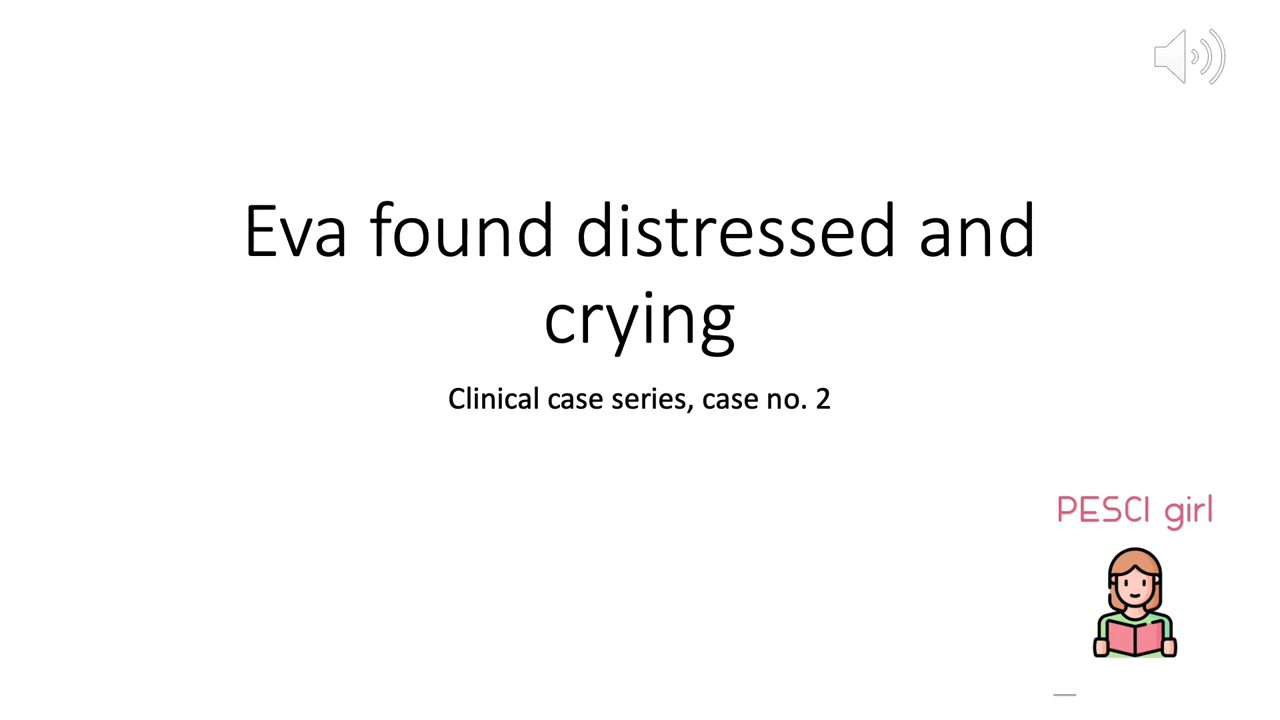 Eva found distressed and
crying
Clinical case series, case no. 2
PESCI girl